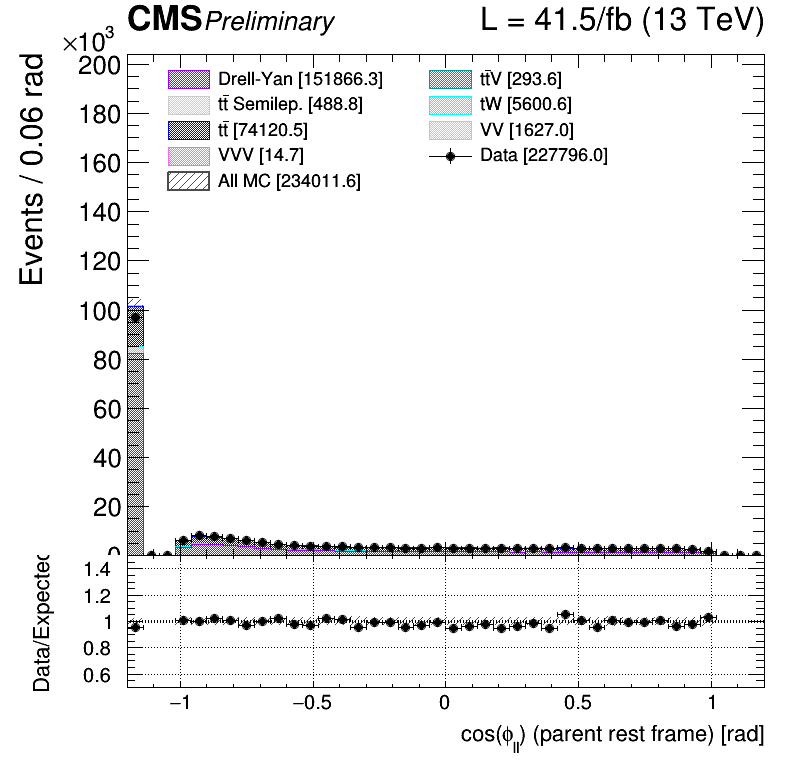 CMS Preliminary L = 41.5/fb (13 TeV)
×10³
Events / 0.06 rad
200
180
160
140
120
100
80
60
40
20
0
Drell-Yan [151866.3]
tt̄ Semilep. [488.8]
tt̄ [74120.5]
VVV [14.7]
All MC [234011.6]
tt̄V [293.6]
tW [5600.6]
VV [1627.0]
Data [227796.0]
Data/Expected
1.4
1.2
1
0.8
0.6
−1 −0.5 0 0.5 1
cos(ϕ_ll) (parent rest frame) [rad]